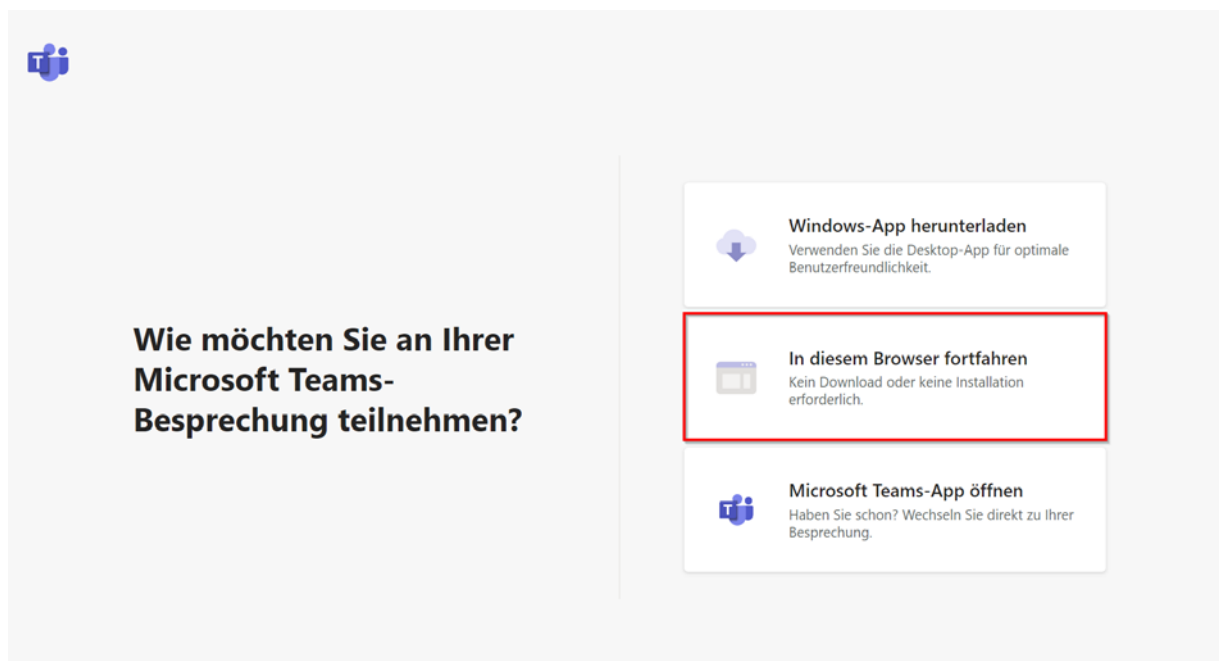 Wie möchten Sie an Ihrer
Microsoft Teams-
Besprechung teilnehmen?
Windows-App herunterladen
Verwenden Sie die Desktop-App für optimale
Benutzerfreundlichkeit.
In diesem Browser fortfahren
Kein Download oder keine Installation
erforderlich.
Microsoft Teams-App öffnen
Haben Sie schon? Wechseln Sie direkt zu Ihrer
Besprechung.